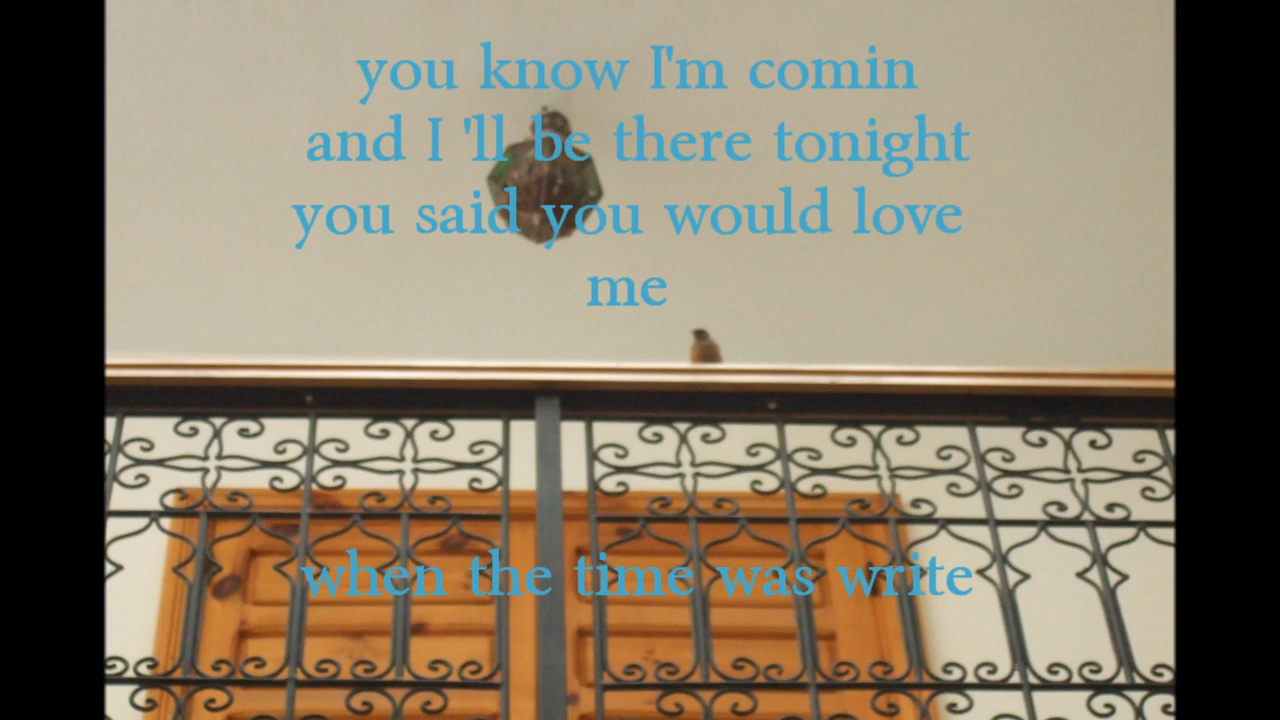 you know I'm comin
and I 'll be there tonight
you said you would love
me
when the time was write